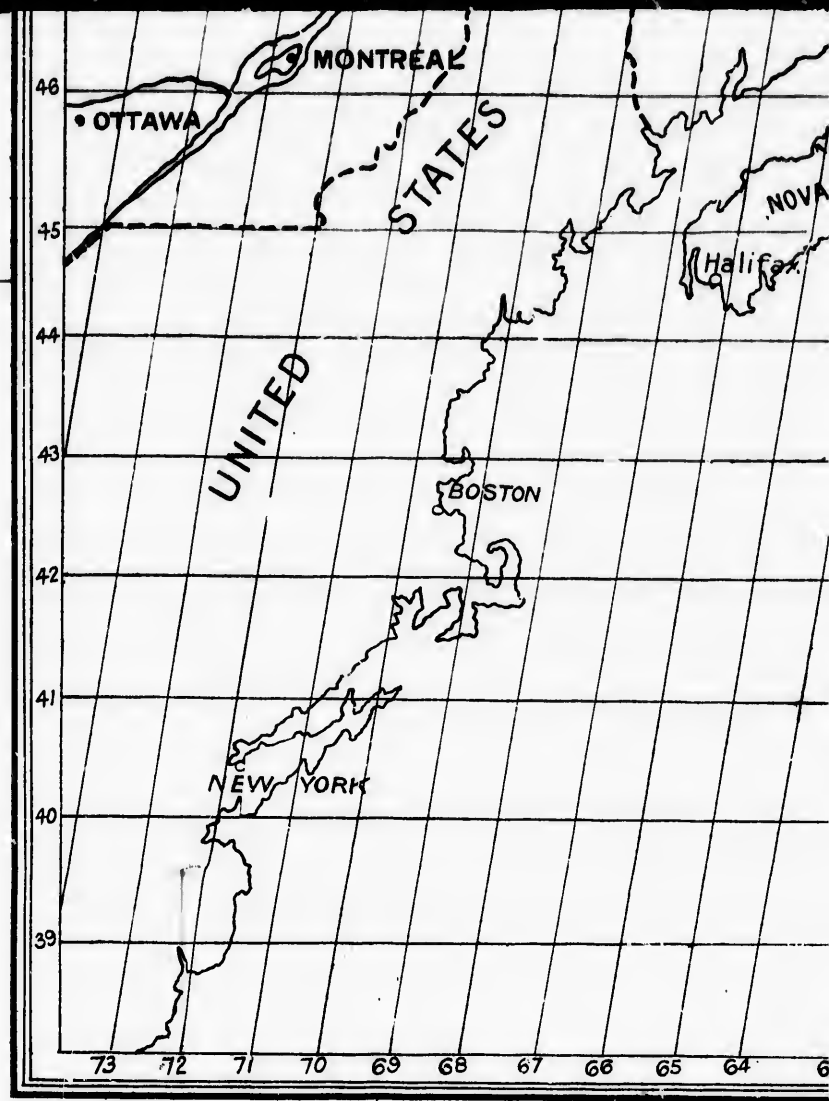 MONTREAL
46
OTTAWA
STATES
NOVA
45
Halifax
44
UNITED
43
BOSTON
42
41
NEW YORK
40
39
73 72 71 70 69 68 67 66 65 64 6